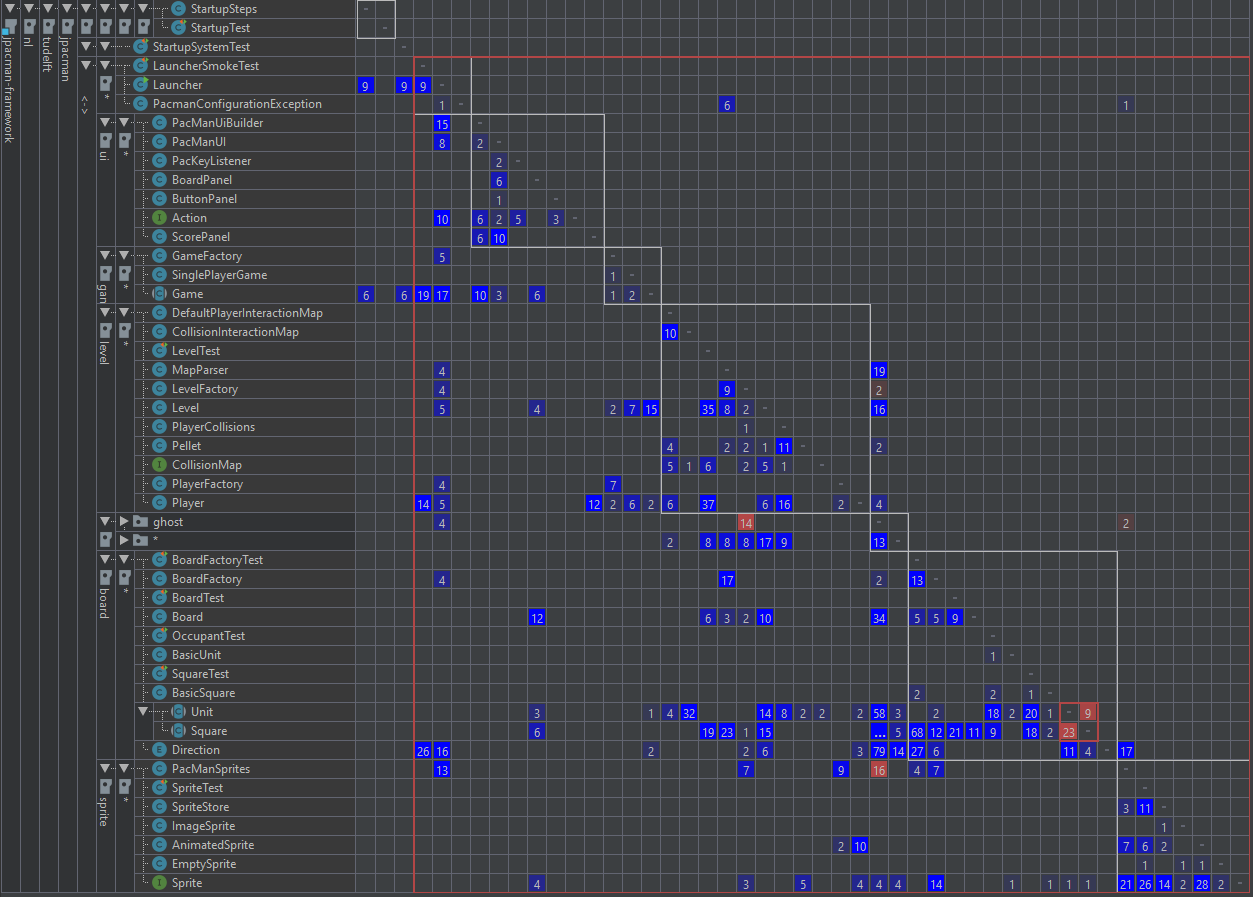 StartupSteps -
StartupTest -
StartupSystemTest -
LauncherSmokeTest -
Launcher 9 9 9 -
PacmanConfigurationException 1 - 6 1
PacManUiBuilder 15 -
PacManUI 8 2 -
PacKeyListener 2 -
BoardPanel 6 -
ButtonPanel 1 -
Action 10 6 2 5 3 -
ScorePanel 6 10 -
GameFactory 5 -
SinglePlayerGame 1 -
Game 6 6 19 17 10 3 6 1 2 -
DefaultPlayerInteractionMap -
CollisionInteractionMap 10 -
LevelTest -
MapParser 4 - 19
LevelFactory 4 9 - 2
Level 5 4 2 7 15 35 8 2 - 16
PlayerCollisions 1 -
Pellet 4 2 2 1 11 - 2
CollisionMap 5 1 6 2 5 1 -
PlayerFactory 4 7 -
Player 14 5 12 2 6 2 6 37 6 16 2 - 4
ghost 4 14 - 2
* 2 8 8 8 17 9 13 -
BoardFactoryTest -
BoardFactory 4 17 2 13 -
BoardTest -
Board 12 6 3 2 10 34 5 5 9 -
OccupantTest -
BasicUnit 1 -
SquareTest -
BasicSquare 2 2 1 -
Unit 3 1 4 32 14 8 2 2 2 58 3 2 18 2 20 1 - 9
Square 6 19 23 1 15 ... 5 68 12 21 11 9 18 2 23 -
Direction 26 16 2 2 6 3 79 14 27 6 11 4 - 17
PacManSprites 13 7 9 16 4 7 -
SpriteTest -
SpriteStore 3 11 -
ImageSprite 1 -
AnimatedSprite 2 10 7 6 2 -
EmptySprite 1 1 1 -
Sprite 4 3 5 4 4 4 14 1 1 1 1 21 26 14 2 28 2 -
jpacman-framework
nl
tudelft
jpacman
<->
*
ui
*
gan
*
level
*
board
*
sprite
*